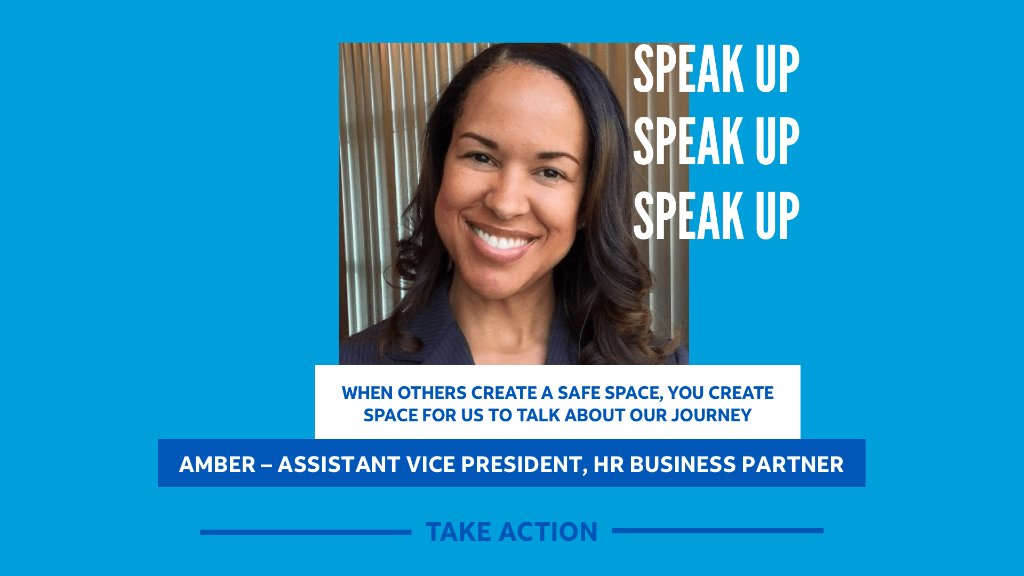 SPEAK UP
SPEAK UP
SPEAK UP
WHEN OTHERS CREATE A SAFE SPACE, YOU CREATE
SPACE FOR US TO TALK ABOUT OUR JOURNEY
AMBER – ASSISTANT VICE PRESIDENT, HR BUSINESS PARTNER
TAKE ACTION